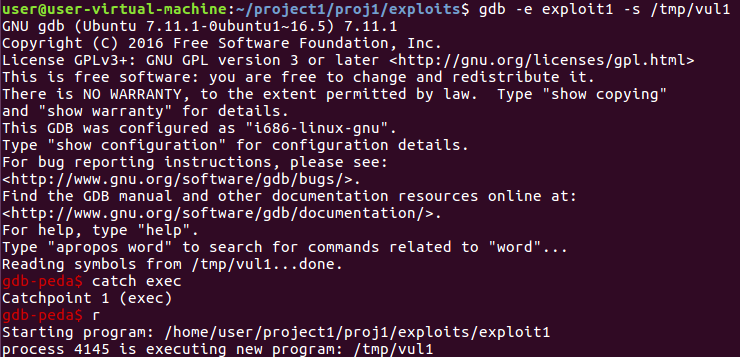 user@user-virtual-machine:~/project1/proj1/exploits$ gdb -e exploit1 -s /tmp/vul1
GNU gdb (Ubuntu 7.11.1-0ubuntu1~16.5) 7.11.1
Copyright (C) 2016 Free Software Foundation, Inc.
License GPLv3+: GNU GPL version 3 or later <http://gnu.org/licenses/gpl.html>
This is free software: you are free to change and redistribute it.
There is NO WARRANTY, to the extent permitted by law.  Type "show copying"
and "show warranty" for details.
This GDB was configured as "i686-linux-gnu".
Type "show configuration" for configuration details.
For bug reporting instructions, please see:
<http://www.gnu.org/software/gdb/bugs/>.
Find the GDB manual and other documentation resources online at:
<http://www.gnu.org/software/gdb/documentation/>.
For help, type "help".
Type "apropos word" to search for commands related to "word"...
Reading symbols from /tmp/vul1...done.
gdb-peda$ catch exec
Catchpoint 1 (exec)
gdb-peda$ r
Starting program: /home/user/project1/proj1/exploits/exploit1
process 4145 is executing new program: /tmp/vul1